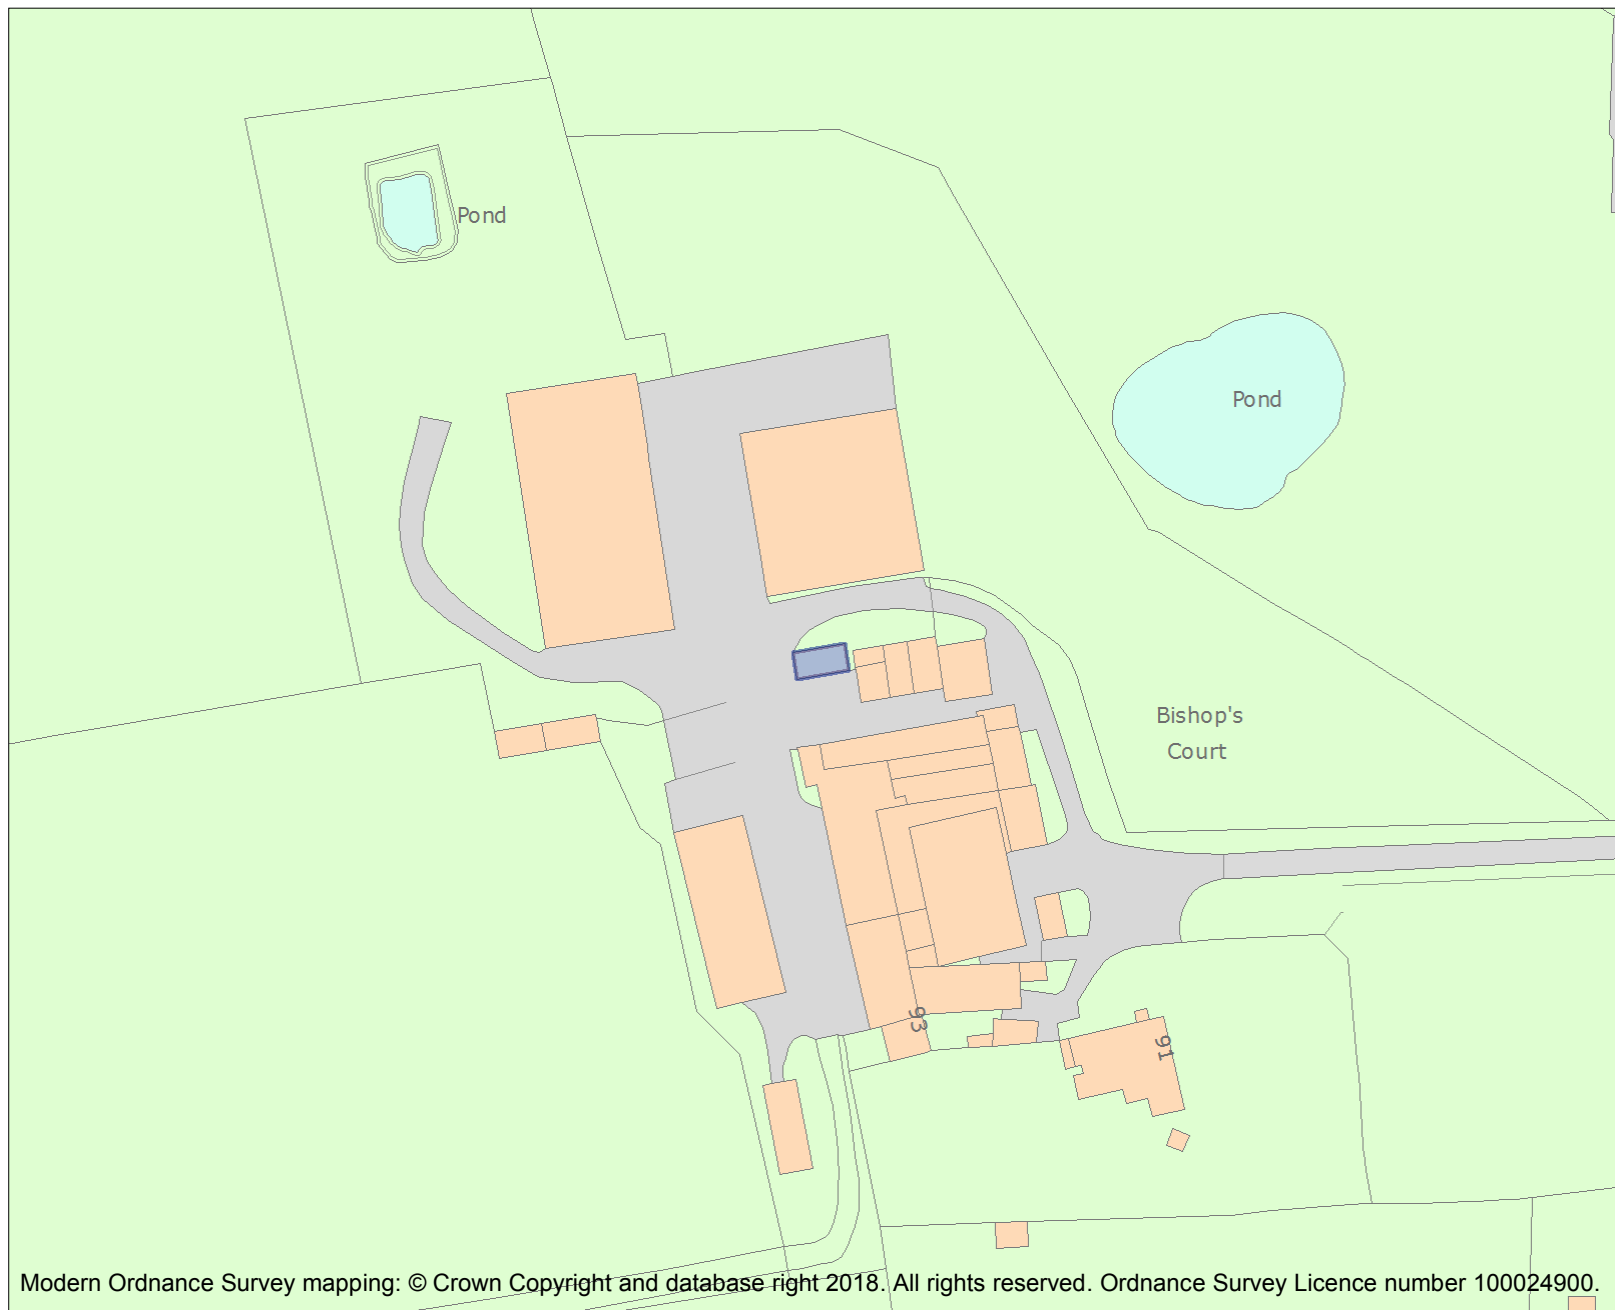 Pond
Pond
Bishop's
Court
93
91
Modern Ordnance Survey mapping: © Crown Copyright and database right 2018. All rights reserved. Ordnance Survey Licence number 100024900.